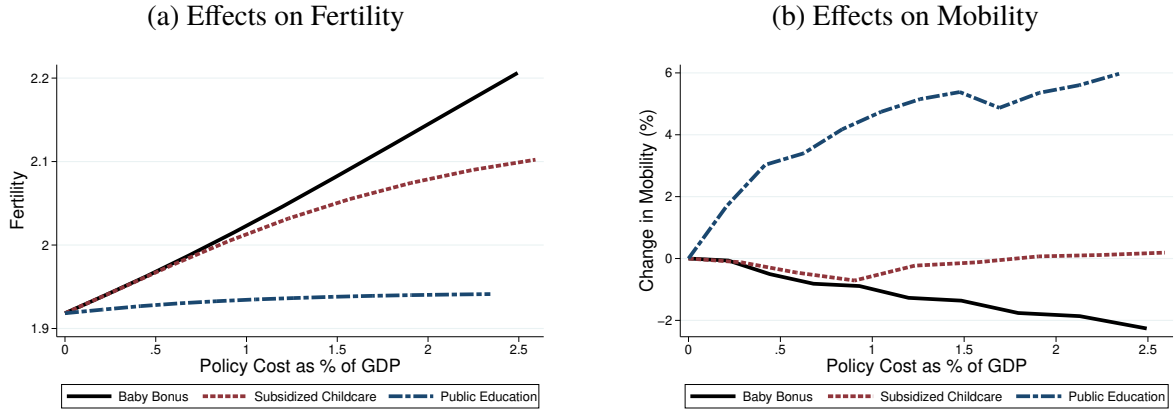 (a) Effects on Fertility
2.2
2.1
2
1.9
Fertility
0 .5 1 1.5 2 2.5
Policy Cost as % of GDP
Baby Bonus Subsidized Childcare Public Education
(b) Effects on Mobility
6
4
2
0
−2
Change in Mobility (%)
0 .5 1 1.5 2 2.5
Policy Cost as % of GDP
Baby Bonus Subsidized Childcare Public Education